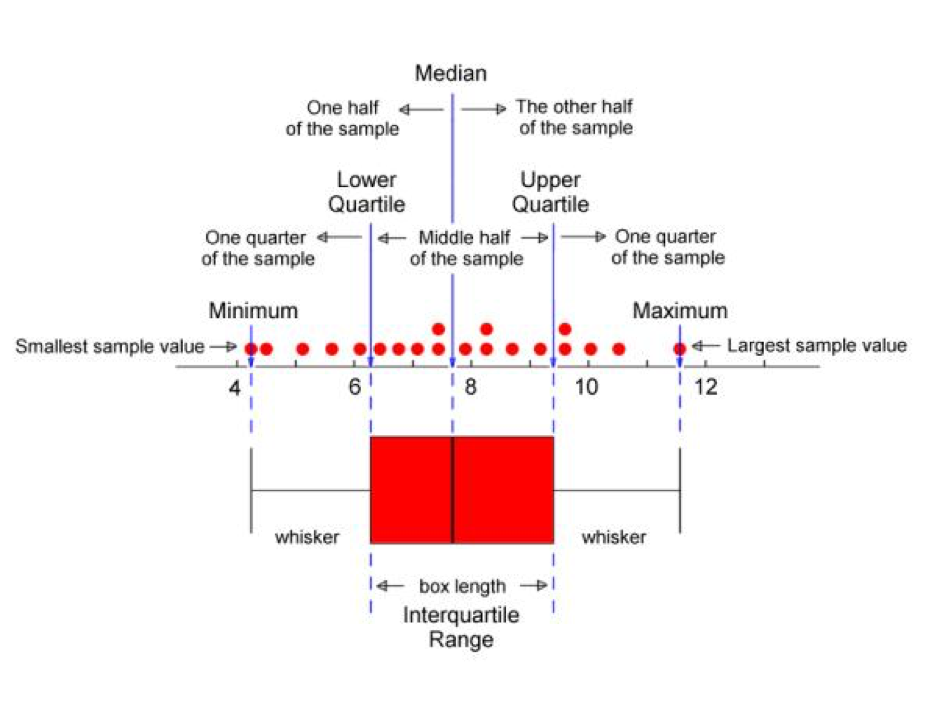 Median
One half
of the sample
The other half
of the sample
Lower
Quartile
Upper
Quartile
One quarter
of the sample
Middle half
of the sample
One quarter
of the sample
Minimum
Maximum
Smallest sample value
Largest sample value
4 6 8 10 12
whisker
whisker
box length
Interquartile
Range